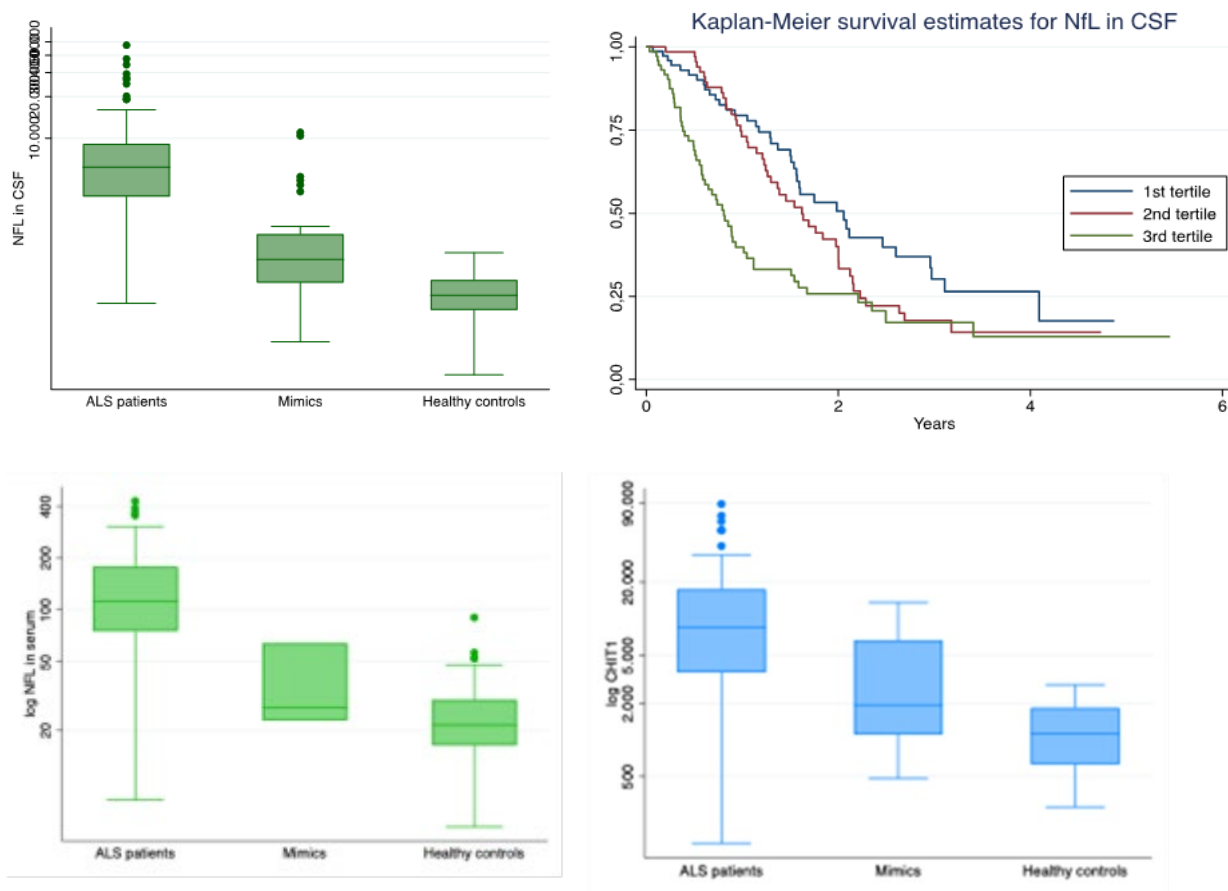 Kaplan-Meier survival estimates for NfL in CSF
20.000
10.000
NFL in CSF
ALS patients
Mimics
Healthy controls
1,00
0,75
0,50
0,25
0,00
0
2
4
6
Years
1st tertile
2nd tertile
3rd tertile
400
200
100
50
20
log NFL in serum
ALS patients
Mimics
Healthy controls
90.000
20.000
5.000
2.000
500
log CHIT1
ALS patients
Mimics
Healthy controls